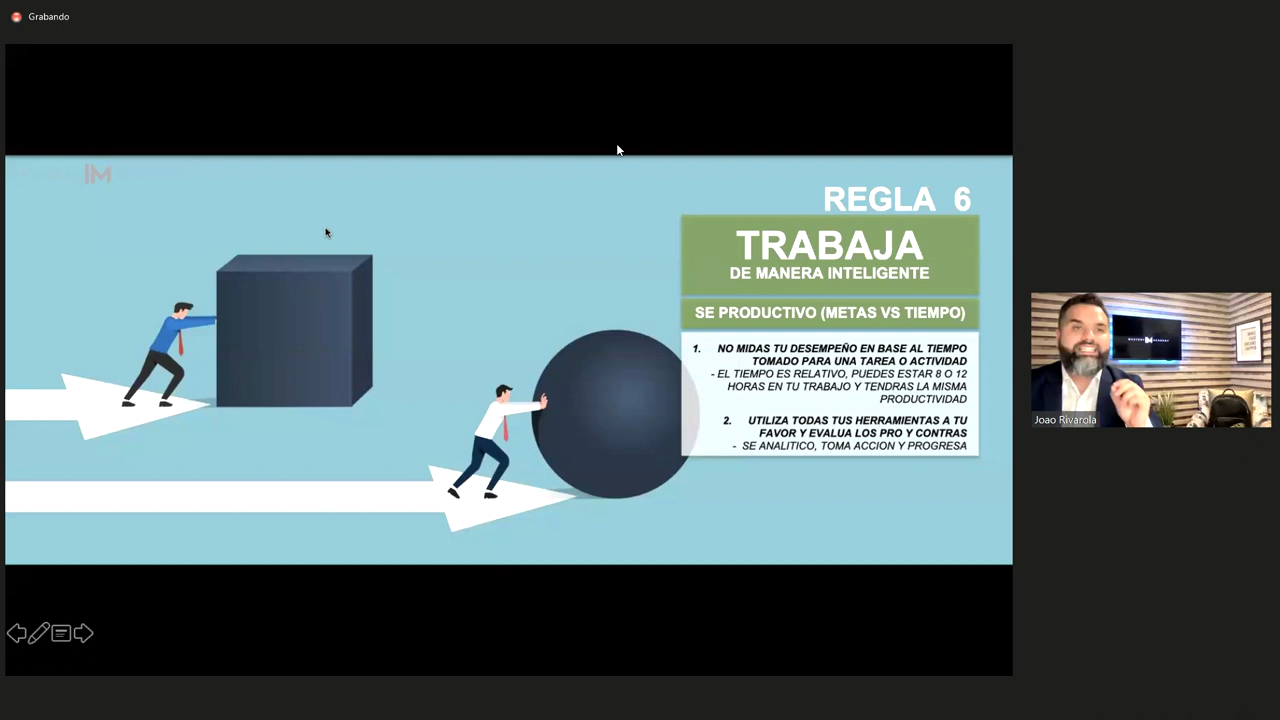 Grabando
IM
REGLA 6
TRABAJA
DE MANERA INTELIGENTE
SE PRODUCTIVO (METAS VS TIEMPO)
1. NO MIDAS TU DESEMPEÑO EN BASE AL TIEMPO
TOMADO PARA UNA TAREA O ACTIVIDAD
- EL TIEMPO ES RELATIVO, PUEDES ESTAR 8 O 12
HORAS EN TU TRABAJO Y TENDRAS LA MISMA
PRODUCTIVIDAD
2. UTILIZA TODAS TUS HERRAMIENTAS A TU
FAVOR Y EVALUA LOS PRO Y CONTRAS
- SE ANALITICO, TOMA ACCION Y PROGRESA
Joao Rivarola